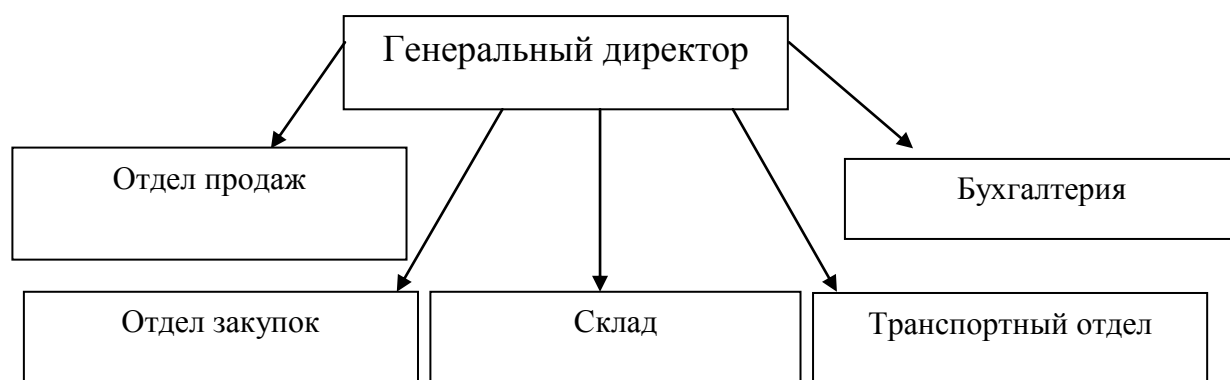 Генеральный директор
Отдел продаж
Бухгалтерия
Отдел закупок
Склад
Транспортный отдел